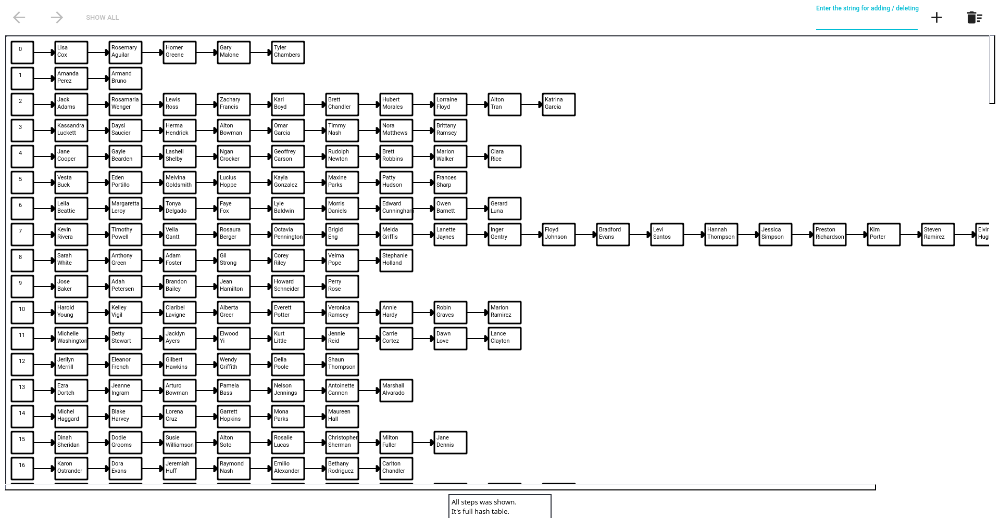 SHOW ALL
Enter the string for adding / deleting
0 Lisa Rosemary Homer Gary Tyler
Cox Aguilar Greene Malone Chambers
1 Amanda Armand
Perez Bruno
2 Jack Rosamaria Lewis Zachary Kari Brett Hubert Lorraine Alton Katrina
Adams Wenger Ross Francis Boyd Chandler Morales Floyd Tran Garcia
3 Kassandra Daysi Herma Alton Omar Timmy Nora Brittany
Luckett Saucier Hendrick Bowman Garcia Nash Matthews Ramsey
4 Jane Gayle Lashell Ngan Geoffrey Rudolph Brett Marion Clara
Cooper Bearden Shelby Crocker Carson Newton Robbins Walker Rice
5 Vesta Eden Melvina Lucius Kayla Maxine Patty Frances
Buck Portillo Goldsmith Hoppe Gonzalez Parks Hudson Sharp
6 Leila Margaretta Tonya Faye Lyle Morris Edward Owen Gerard
Beattie Leroy Delgado Fox Baldwin Daniels Cunningham Barnett Luna
7 Kevin Timothy Vella Rosaura Octavia Brigid Melda Lanette Inger Floyd Bradford Levi Hannah Jessica Preston Kim Steven
Rivera Powell Gantt Berger Pennington Eng Griffis Jaynes Gentry Johnson Evans Santos Thompson Simpson Richardson Porter Ramirez
8 Sarah Anthony Adam Gil Corey Velma Stephanie
White Green Foster Strong Riley Pope Holland
9 Jose Adah Brandon Jean Howard Perry
Baker Petersen Bailey Hamilton Schneider Rose
10 Harold Kelley Claribel Alberta Everett Veronica Annie Robin Marlon
Young Vigil Lavigne Greer Potter Ramsey Hardy Graves Ramirez
11 Michelle Betty Jacklyn Elwood Kurt Jennie Carrie Dawn Lance
Washington Stewart Ayers Yi Little Reid Cortez Love Clayton
12 Jerilyn Eleanor Gilbert Wendy Della Shaun
Merrill French Hawkins Griffith Poole Thompson
13 Ezra Jeanne Arturo Pamela Nelson Antoinette Marshall
Dortch Ingram Bowman Bass Jennings Cannon Alvarado
14 Michel Blake Lorena Garrett Mona Maureen
Haggard Harvey Cruz Hopkins Parks Hall
15 Dinah Dodie Susie Alton Rosalie Christopher Milton Jane
Sheridan Grooms Williamson Soto Lucas Sherman Fuller Dennis
16 Karon Dora Jeremiah Raymond Emilio Bethany Carlton
Ostrander Evans Huff Nash Alexander Rodriguez Chandler
All steps was shown.
It's full hash table.